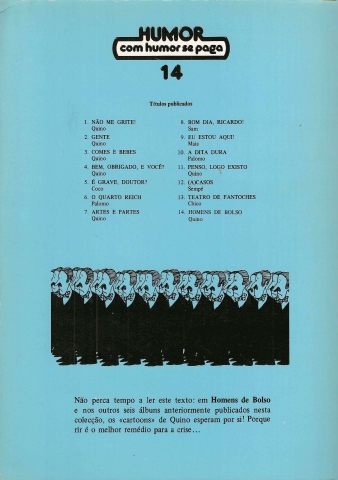 HUMOR
com humor se paga
14
Títulos publicados
1. NÃO ME GRITE!
Quino
2. GENTE
Quino
3. COMES E BEBES
Quino
4. BEM, OBRIGADO, E VOCÊ?
Quino
5. É GRAVE, DOUTOR?
Coco
6. O QUARTO REICH
Palomo
7. ARTES E PARTES
Quino
8. BOM DIA, RICARDO!
Sam
9. EU ESTOU AQUI!
Maia
10. A DITA DURA
Palomo
11. PENSO, LOGO EXISTO
Quino
12. (A)CASOS
Sempé
13. TEATRO DE FANTOCHES
Chico
14. HOMENS DE BOLSO
Quino
Não perca tempo a ler este texto: em Homens de Bolso
e nos outros seis álbuns anteriormente publicados nesta
colecção, os «cartoons» de Quino esperam por si! Porque
rir é o melhor remédio para a crise...